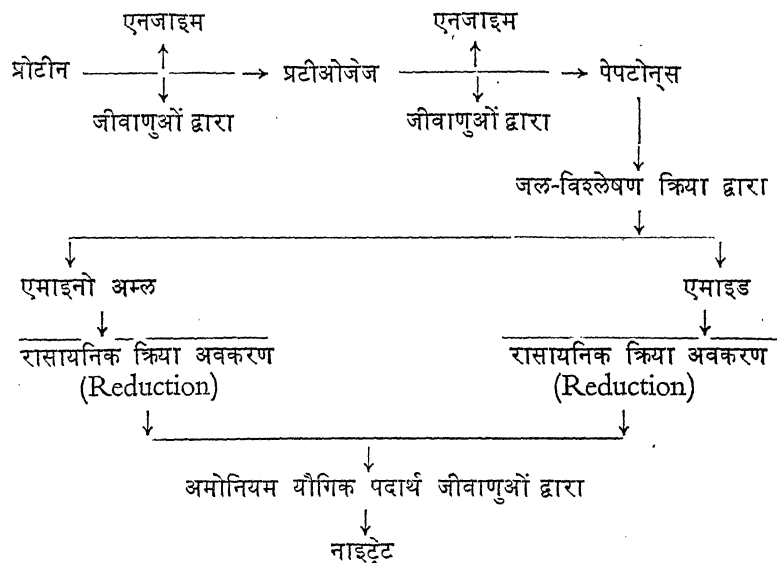 एनजाइम एनजाइम
प्रोटीन प्रटीओजेज पेपटोन्स
जीवाणुओं द्वारा जीवाणुओं द्वारा
जल-विश्लेषण क्रिया द्वारा
एमाइनो अम्ल एमाइड
रासायनिक क्रिया अवकरण रासायनिक क्रिया अवकरण
(Reduction) (Reduction)
अमोनियम यौगिक पदार्थ जीवाणुओं द्वारा
नाइट्रेट